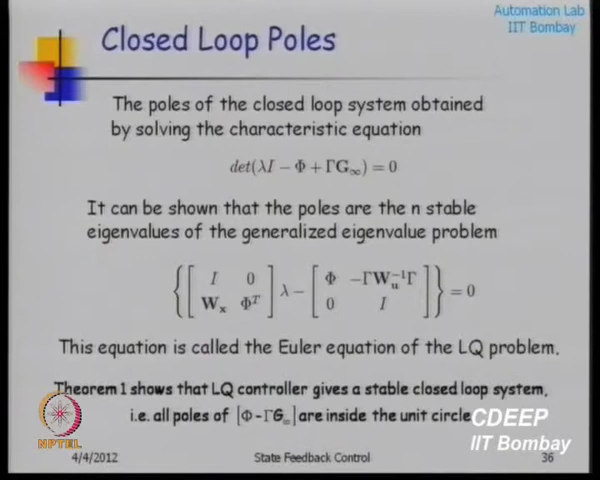 Automation Lab
IIT Bombay
Closed Loop Poles
The poles of the closed loop system obtained
by solving the characteristic equation
det(λI − Φ + ΓG∞) = 0
It can be shown that the poles are the n stable
eigenvalues of the generalized eigenvalue problem
{[I 0; Wx Φ^T] λ − [Φ −ΓWu^−1Γ; 0 I]} = 0
This equation is called the Euler equation of the LQ problem.
Theorem 1 shows that LQ controller gives a stable closed loop system,
i.e. all poles of [Φ-ΓG∞] are inside the unit circle
CDEEP
IIT Bombay
NPTEL
4/4/2012
State Feedback Control
36